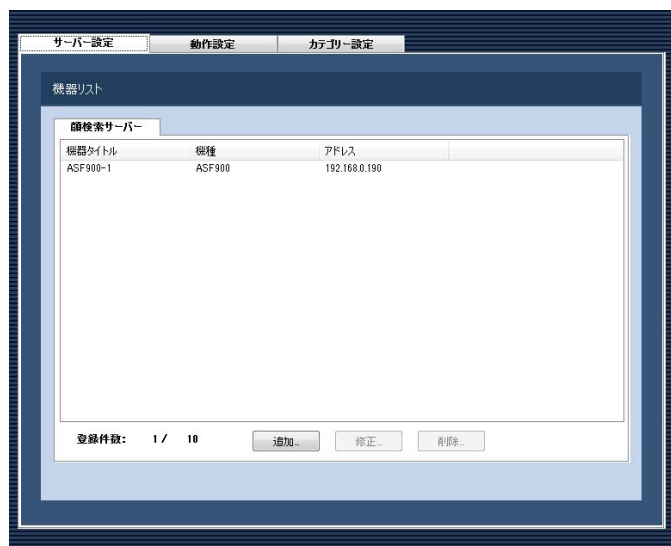 サーバー設定 動作設定 カテゴリー設定
機器リスト
顔検索サーバー
機器タイトル 機種 アドレス
ASF900-1 ASF900 192.168.0.190
登録件数: 1 / 10 追加... 修正... 削除...